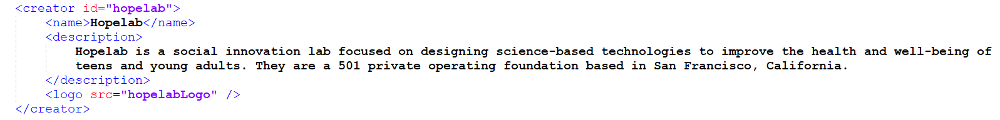 <creator id="hopelab">
<name>Hopelab</name>
<description>
Hopelab is a social innovation lab focused on designing science-based technologies to improve the health and well-being of
teens and young adults. They are a 501 private operating foundation based in San Francisco, California.
</description>
<logo src="hopelabLogo" />
</creator>